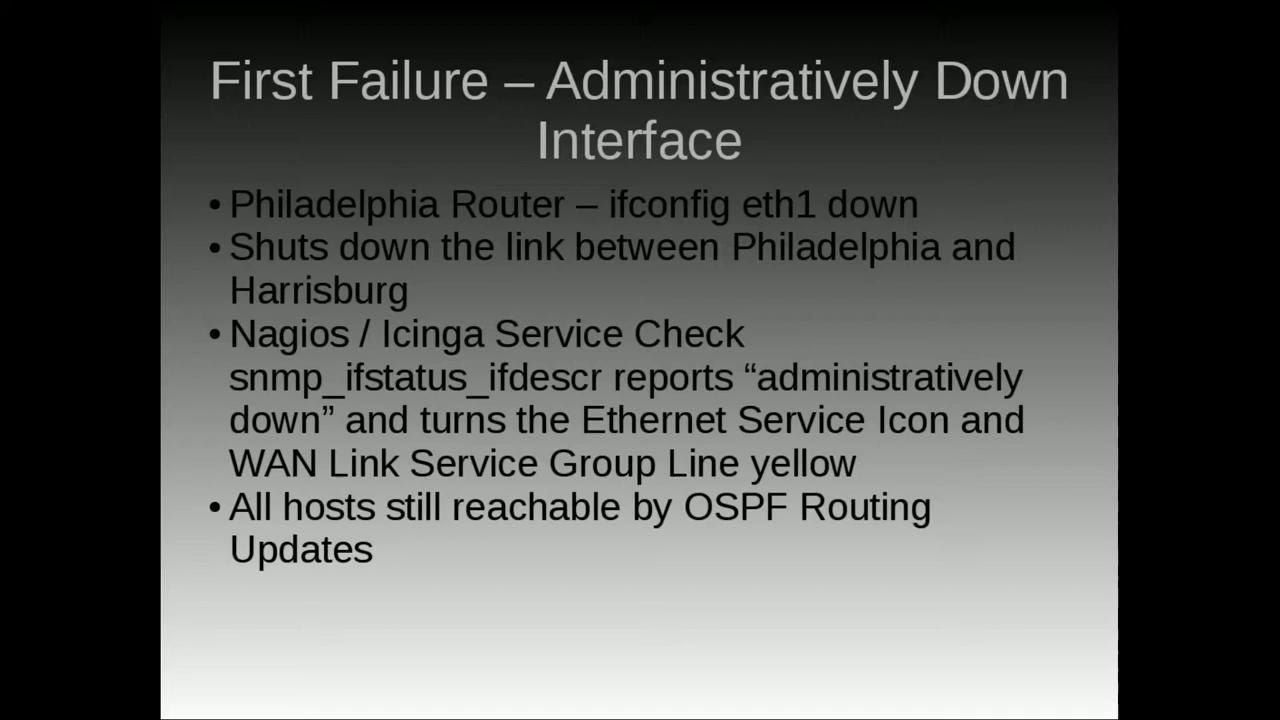 First Failure – Administratively Down
Interface
• Philadelphia Router – ifconfig eth1 down
• Shuts down the link between Philadelphia and
Harrisburg
• Nagios / Icinga Service Check
snmp_ifstatus_ifdescr reports “administratively
down” and turns the Ethernet Service Icon and
WAN Link Service Group Line yellow
• All hosts still reachable by OSPF Routing
Updates